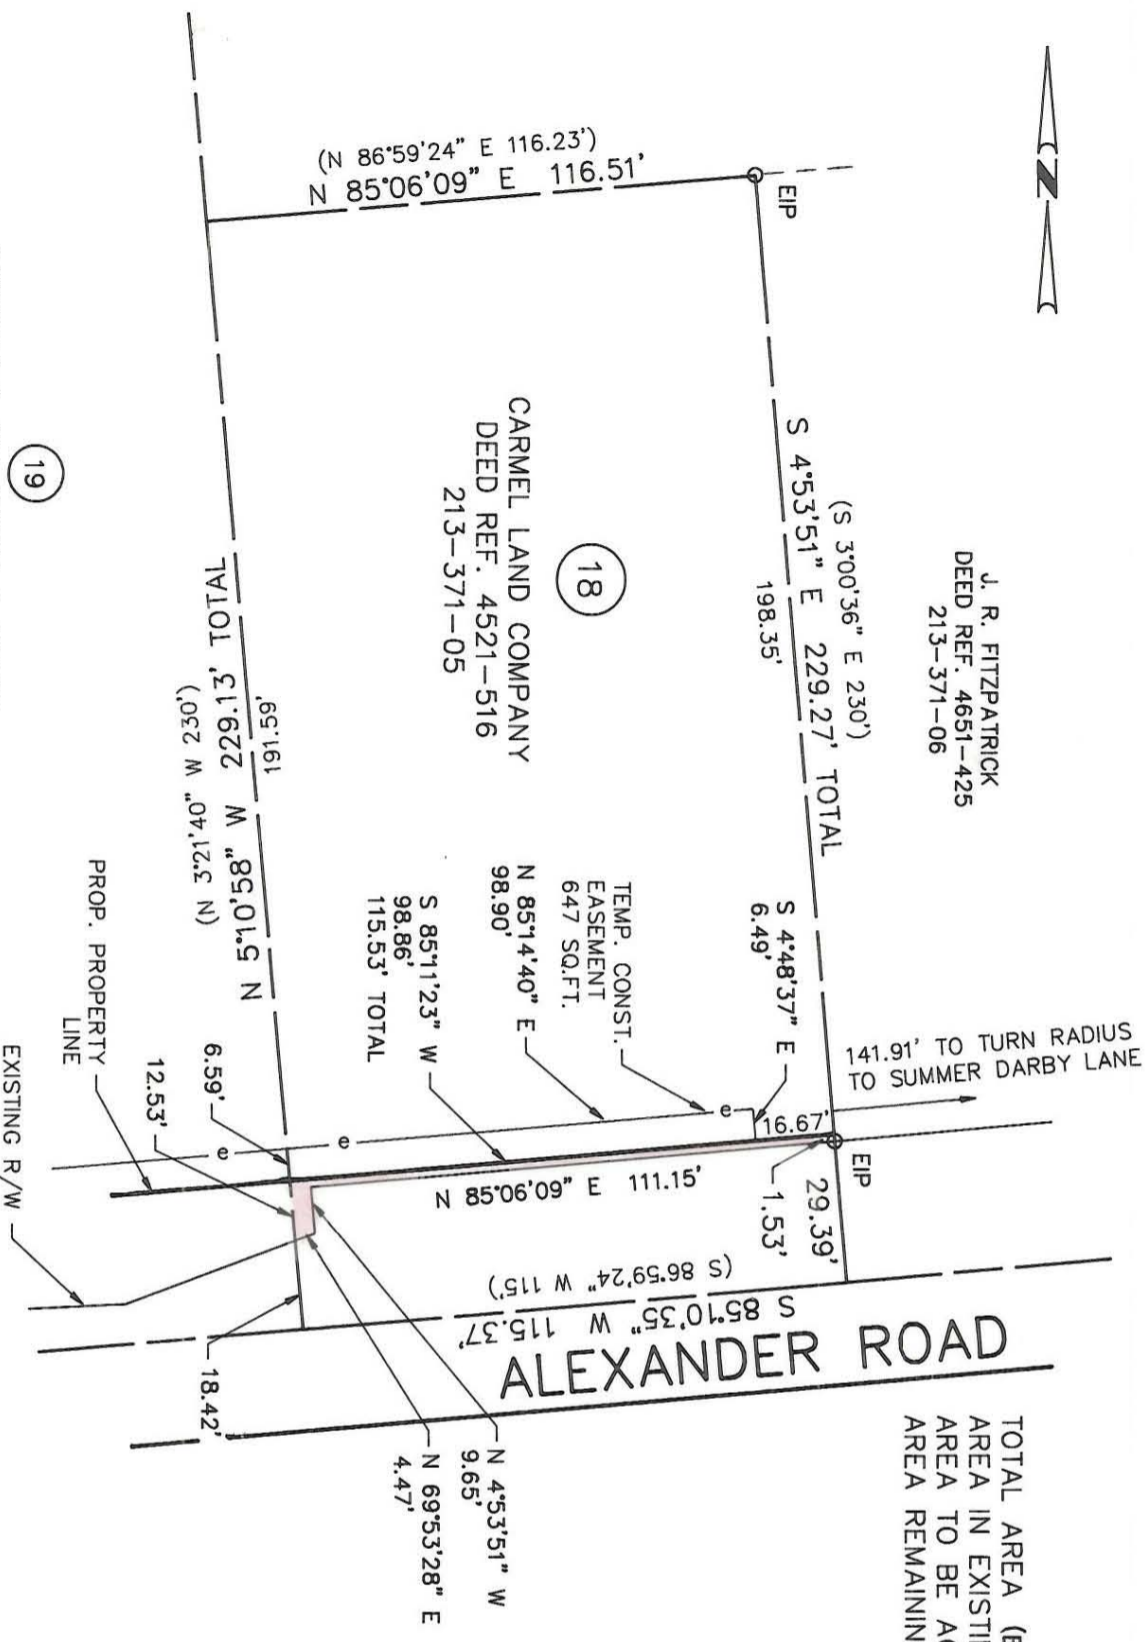 N
(N 86°59'24" E 116.23')
N 85°06'09" E 116.51'
EIP
J. R. FITZPATRICK
DEED REF. 4651-425
213-371-06
(S 3°00'36" E 230')
S 4°53'51" E 229.27' TOTAL
198.35'
18
CARMEL LAND COMPANY
DEED REF. 4521-516
213-371-05
19
191.59'
N 5°10'58" W 229.13' TOTAL
(N 3°21'40" W 230')
S 4°48'37" E
6.49'
TEMP. CONST.
EASEMENT
647 SQ.FT.
N 85°14'40" E
98.90'
S 85°11'23" W
98.86'
115.53' TOTAL
141.91' TO TURN RADIUS
TO SUMMER DARBY LANE
16.67'
EIP
29.39'
1.53'
e
e
e
e
N 85°06'09" E 111.15'
6.59'
12.53'
PROP. PROPERTY
LINE
EXISTING R/W
(S 86°59'24" W 115')
S 85°10'35" W 115.37'
ALEXANDER ROAD
18.42'
N 4°53'51" W
9.65'
N 69°53'28" E
4.47'
TOTAL AREA
AREA IN
AREA TO BE
AREA